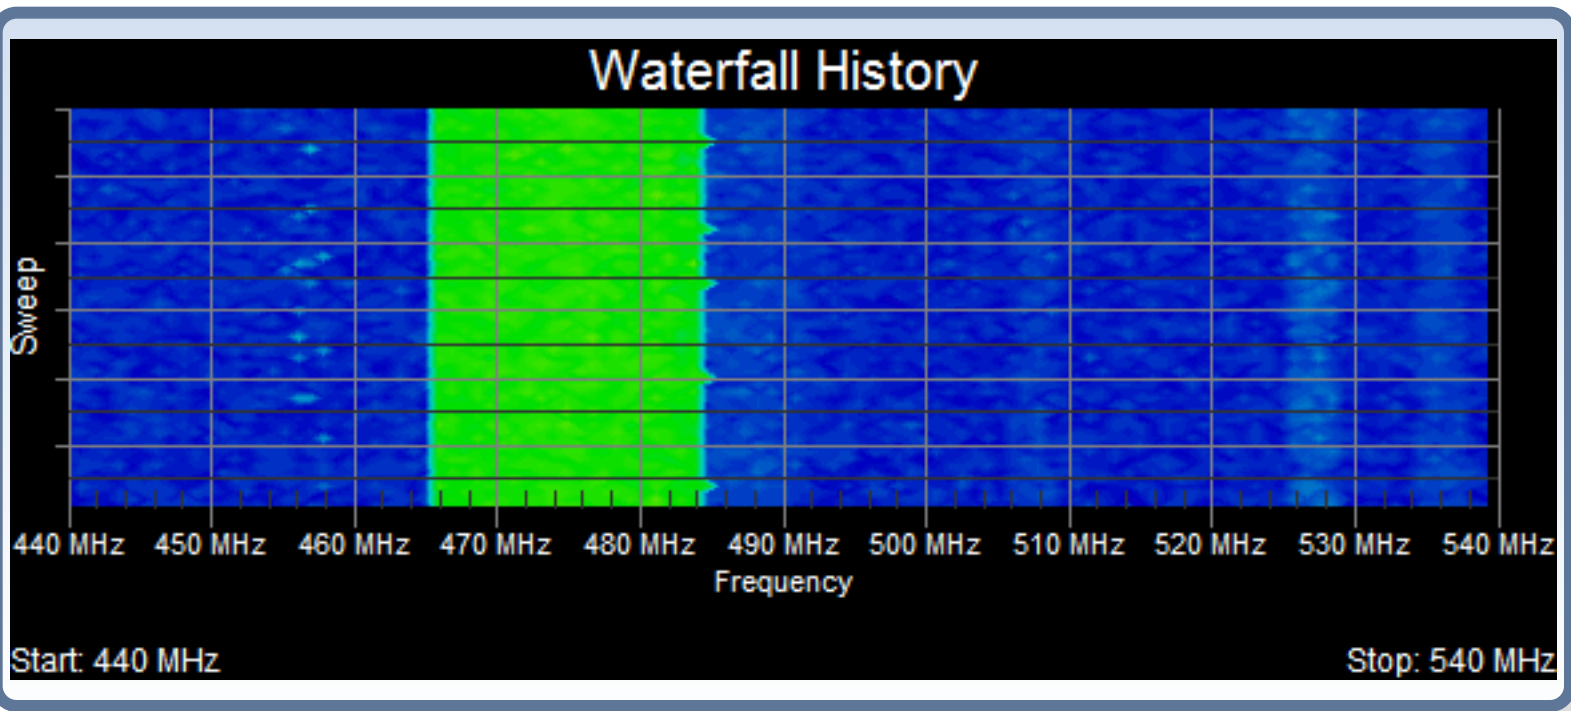 Waterfall History
Sweep
440 MHz 450 MHz 460 MHz 470 MHz 480 MHz 490 MHz 500 MHz 510 MHz 520 MHz 530 MHz 540 MHz
Frequency
Start: 440 MHz Stop: 540 MHz